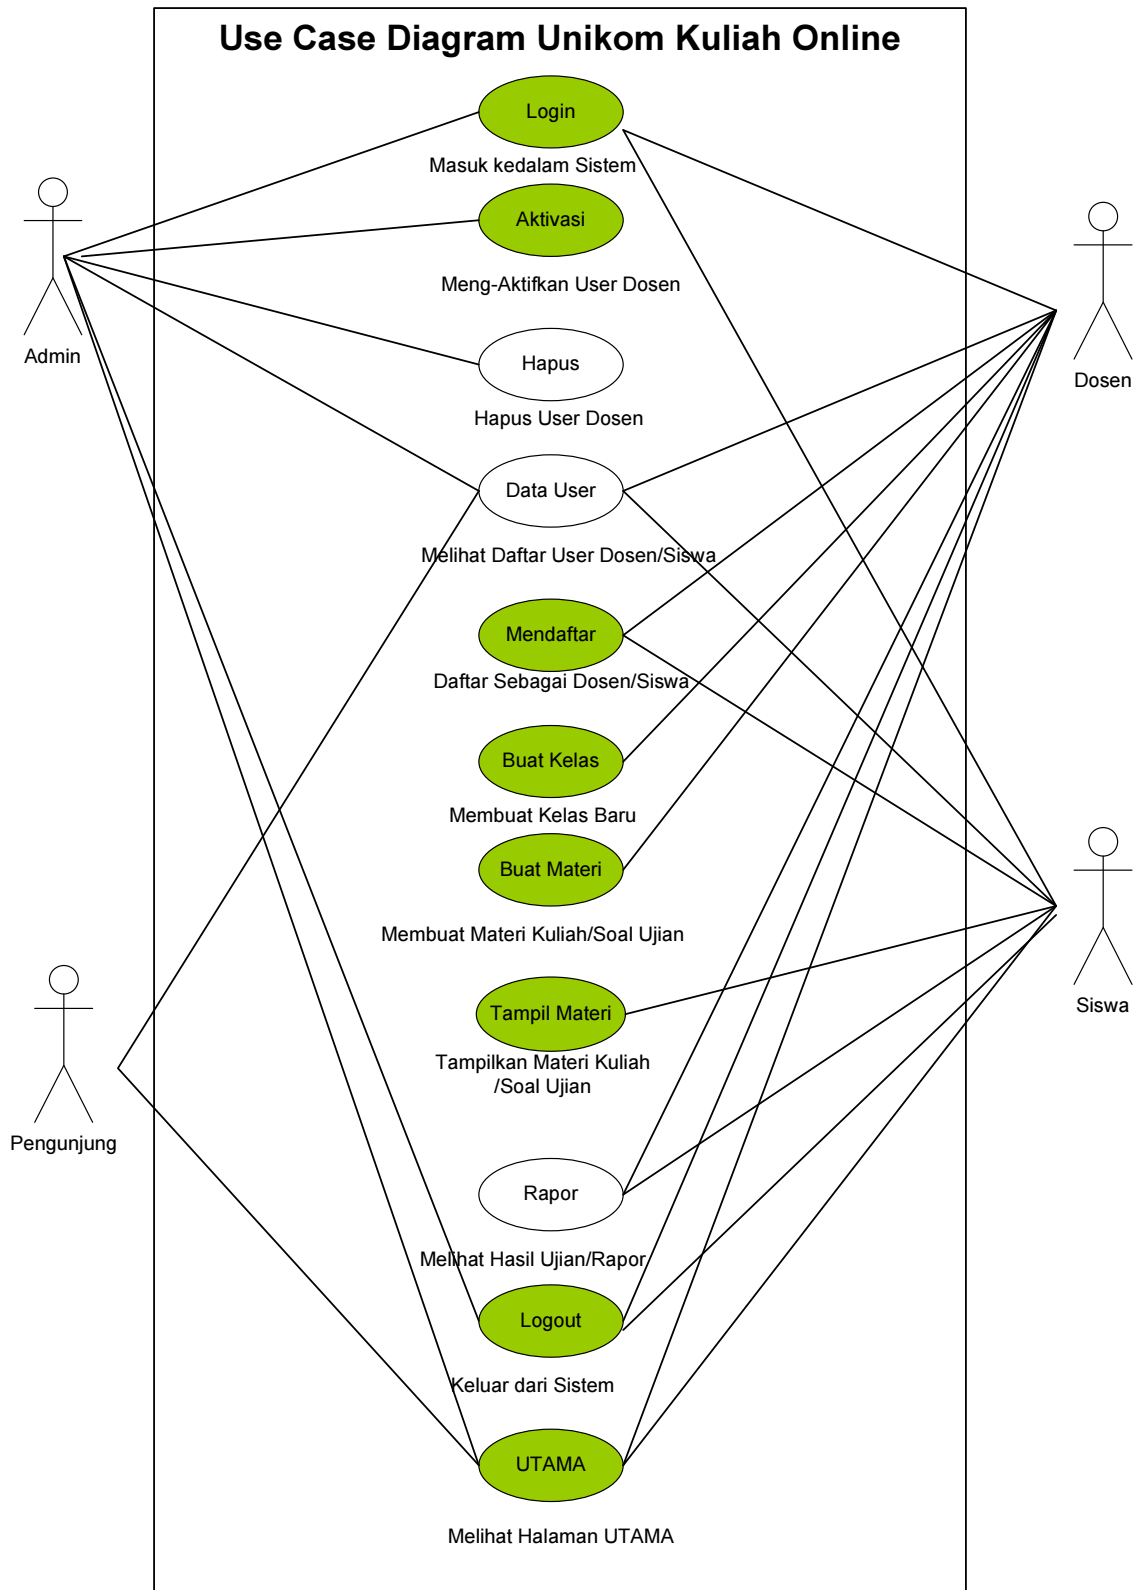 Use Case Diagram Unikom Kuliah Online
Login
Masuk kedalam Sistem
Aktivasi
Meng-Aktifkan User Dosen
Admin
Hapus
Dosen
Hapus User Dosen
Data User
Melihat Daftar User Dosen/Siswa
Mendaftar
Daftar Sebagai Dosen/Siswa
Buat Kelas
Membuat Kelas Baru
Buat Materi
Membuat Materi Kuliah/Soal Ujian
Tampil Materi
Siswa
Tampilkan Materi Kuliah
/Soal Ujian
Pengunjung
Rapor
Melihat Hasil Ujian/Rapor
Logout
Keluar dari Sistem
UTAMA
Melihat Halaman UTAMA